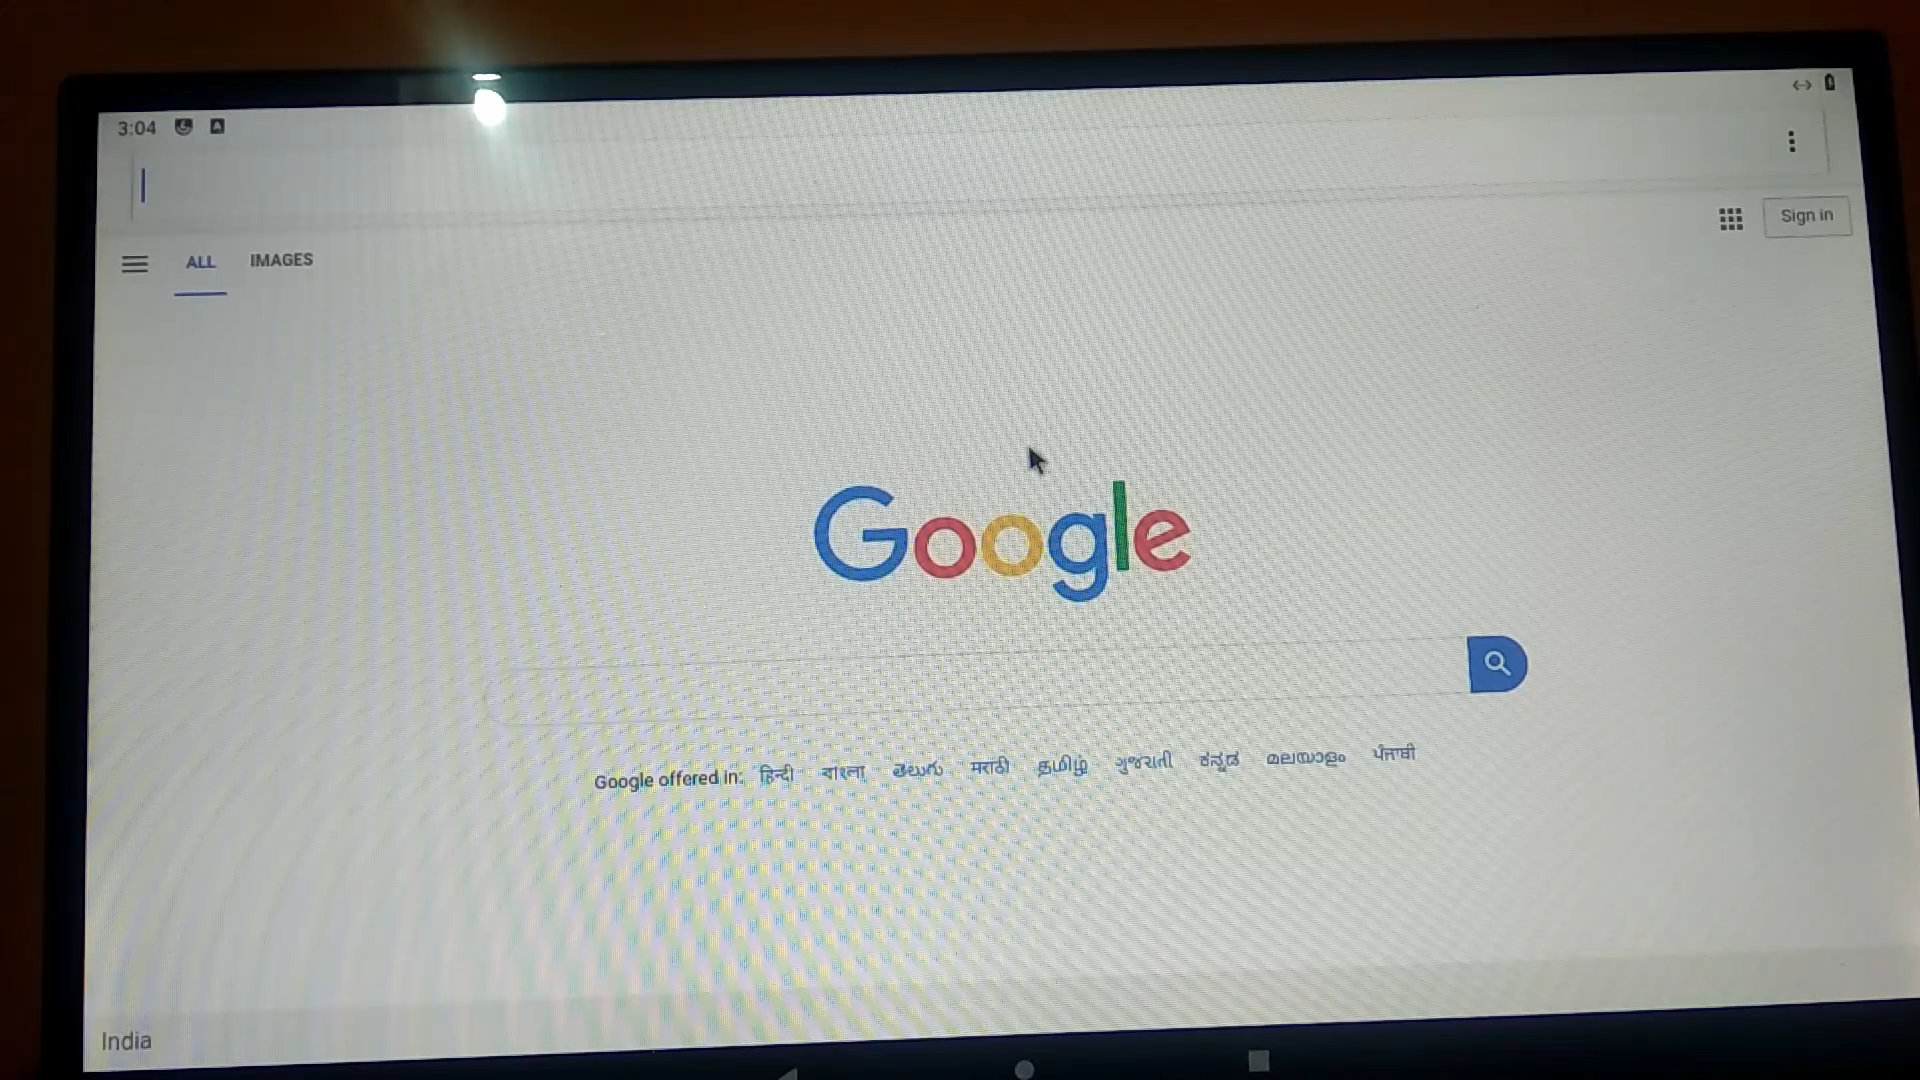 3:04
Sign in
ALL IMAGES
Google
Google offered in: हिन्दी বাংলা తెలుగు मराठी தமிழ் ગુજરાતી ಕನ್ನಡ മലയാളം ਪੰਜਾਬੀ
India